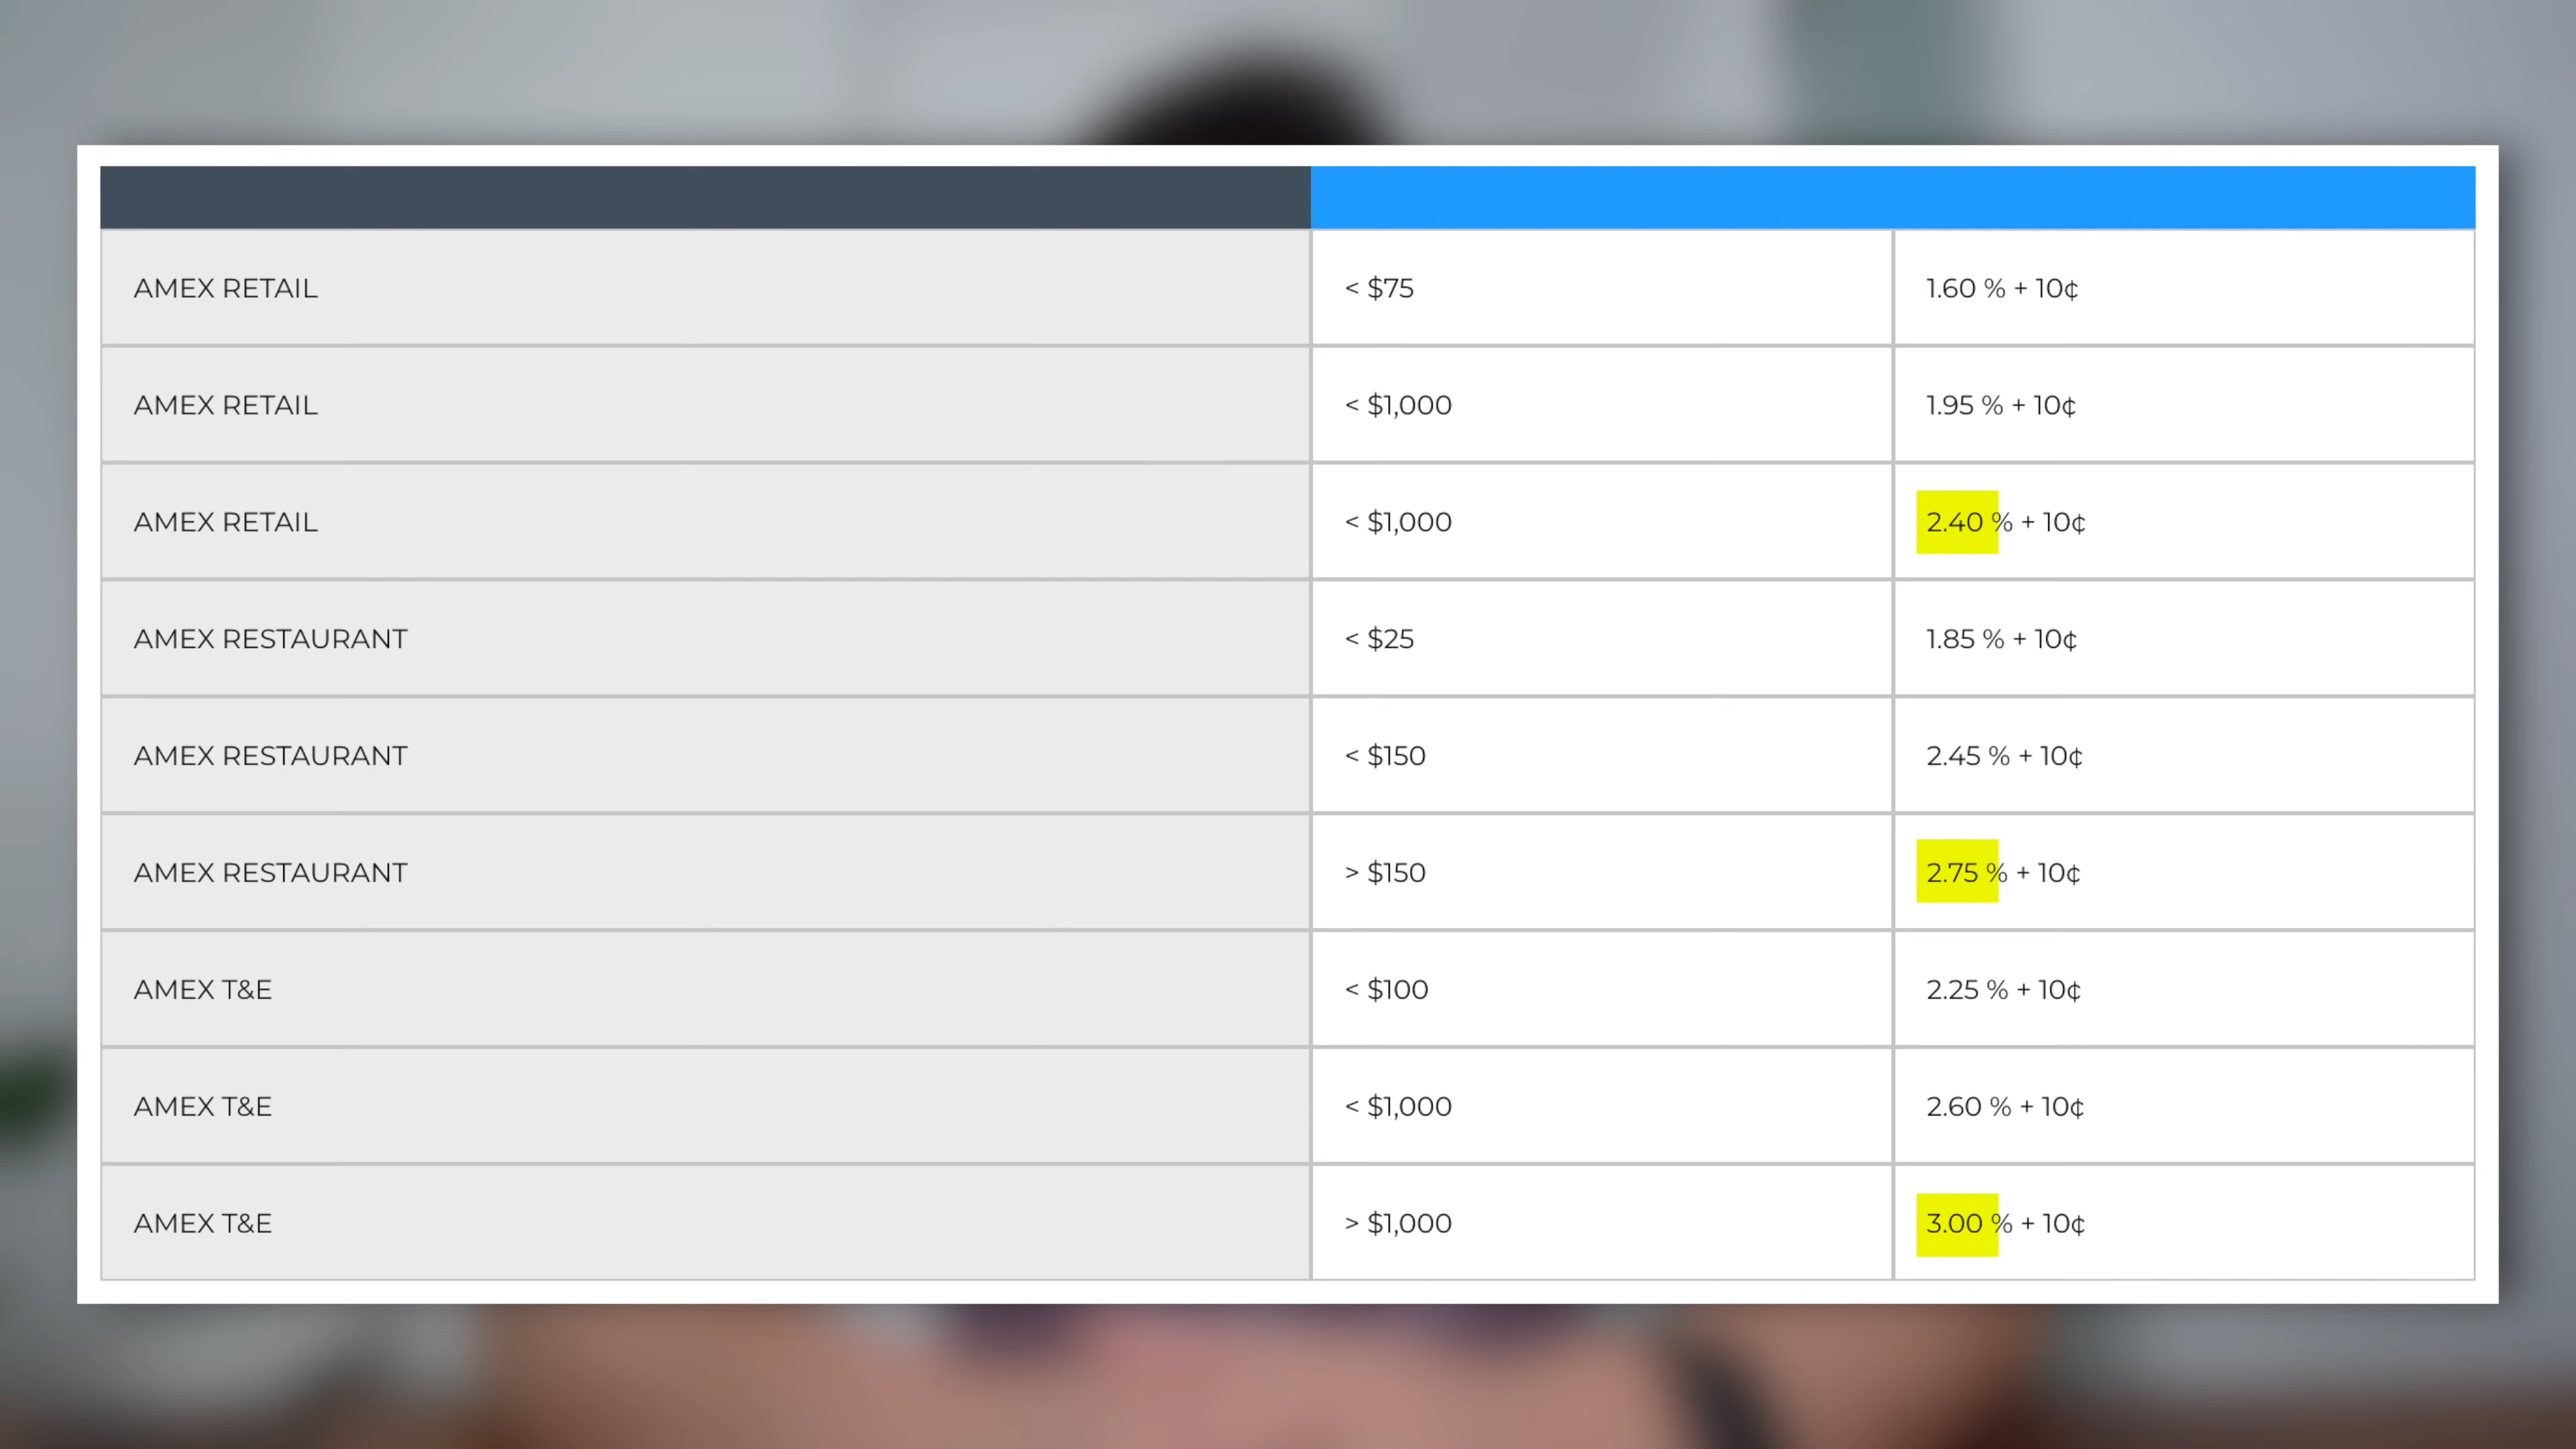 AMEX RETAIL < $75 1.60 % + 10¢
AMEX RETAIL < $1,000 1.95 % + 10¢
AMEX RETAIL < $1,000 2.40 % + 10¢
AMEX RESTAURANT < $25 1.85 % + 10¢
AMEX RESTAURANT < $150 2.45 % + 10¢
AMEX RESTAURANT > $150 2.75 % + 10¢
AMEX T&E < $100 2.25 % + 10¢
AMEX T&E < $1,000 2.60 % + 10¢
AMEX T&E > $1,000 3.00 % + 10¢